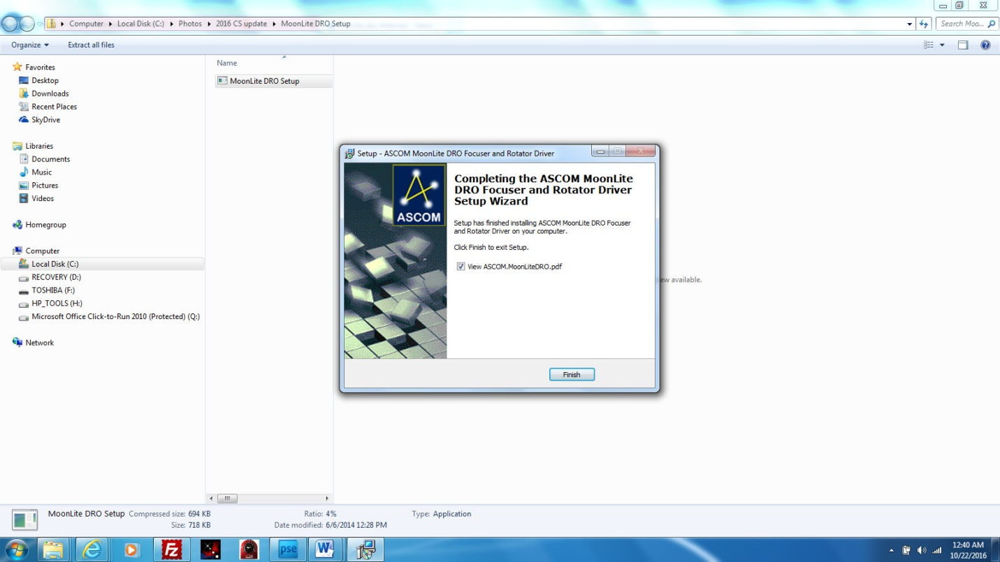 Computer ▸ Local Disk (C:) ▸ Photos ▸ 2016 CS update ▸ MoonLite DRO Setup
Search Moo...
Organize ▾ Extract all files
Favorites
Desktop
Downloads
Recent Places
SkyDrive
Libraries
Documents
Music
Pictures
Videos
Homegroup
Computer
Local Disk (C:)
RECOVERY (D:)
TOSHIBA (F:)
HP_TOOLS (H:)
Microsoft Office Click-to-Run 2010 (Protected) (Q:)
Network
Name
MoonLite DRO Setup
Setup - ASCOM MoonLite DRO Focuser and Rotator Driver
ASCOM
Completing the ASCOM MoonLite
DRO Focuser and Rotator Driver
Setup Wizard
Setup has finished installing ASCOM MoonLite DRO Focuser
and Rotator Driver on your computer.
Click Finish to exit Setup.
View ASCOM.MoonLiteDRO.pdf
Finish
ew available.
MoonLite DRO Setup Compressed size: 694 KB Ratio: 4% Type: Application
Size: 718 KB Date modified: 6/6/2014 12:28 PM
Fz
pse
W
12:40 AM
10/22/2016